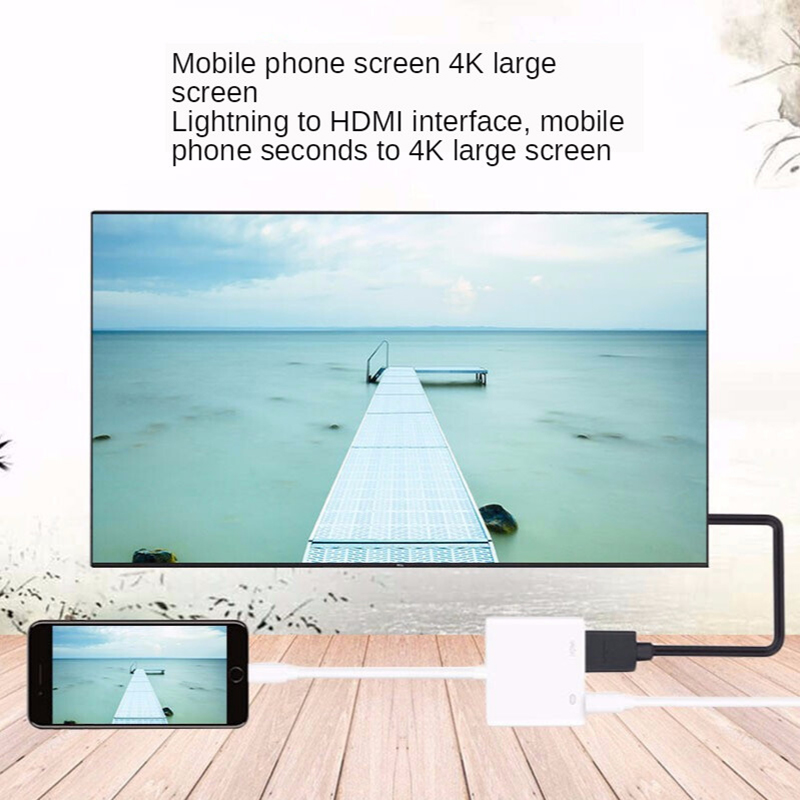 Mobile phone screen 4K large
screen
Lightning to HDMI interface, mobile
phone seconds to 4K large screen